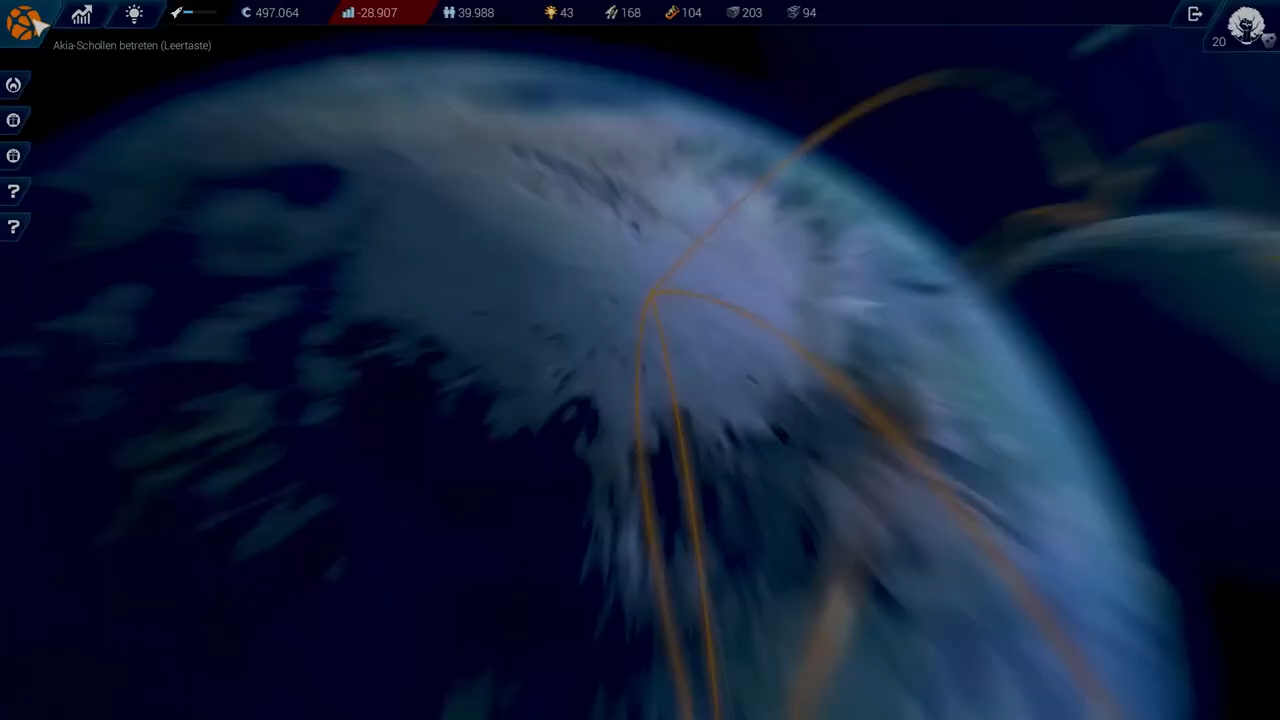 497.064 -28.907 39.988 43 168 104 203 94
Akia-Schollen betreten (Leertaste)
20
?
?